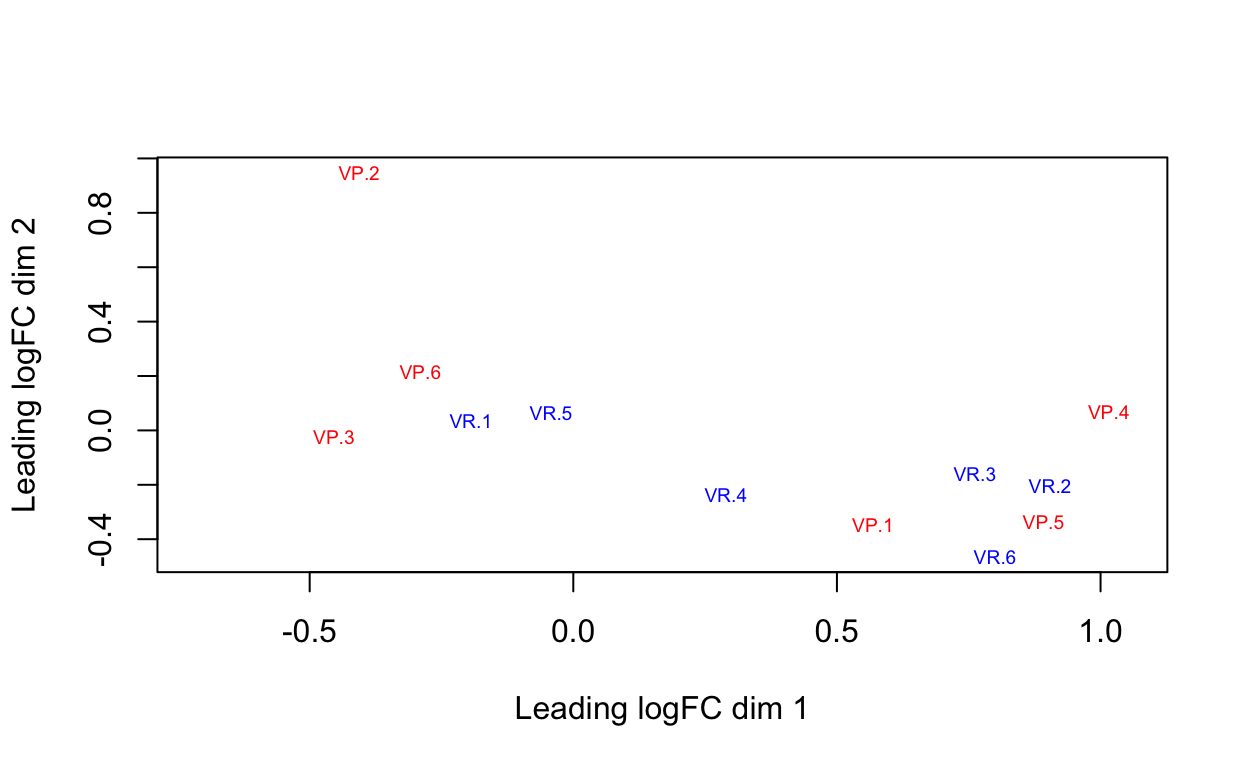 VP.2
VP.6
VR.1
VR.5
VP.3
VP.4
VR.3
VR.2
VR.4
VP.1
VP.5
VR.6
Leading logFC dim 2
0.8
0.4
0.0
-0.4
-0.5 0.0 0.5 1.0
Leading logFC dim 1